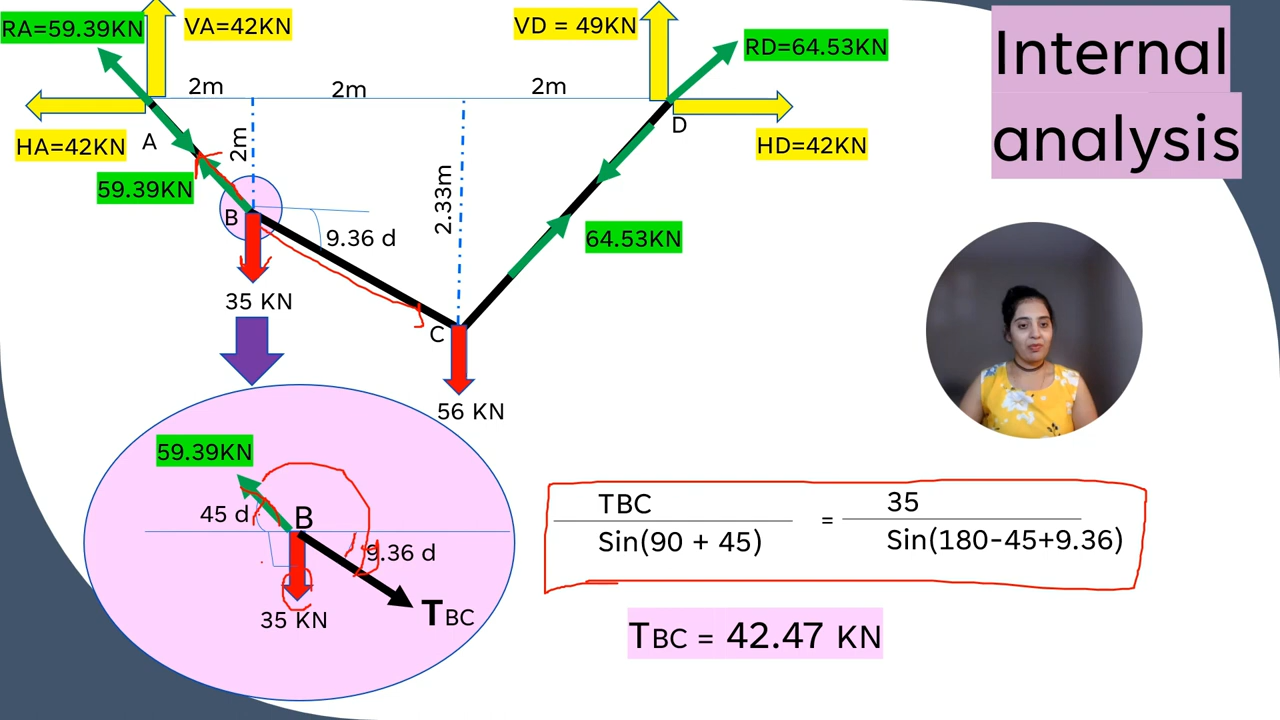 Internal
analysis
RA=59.39KN
VA=42KN
VD = 49KN
RD=64.53KN
2m
2m
2m
HA=42KN
A
2m
D
HD=42KN
59.39KN
2.33m
B
9.36 d
64.53KN
35 KN
C
56 KN
59.39KN
45 d
B
9.36 d
35 KN
TBC
TBC
Sin(90 + 45)
=
35
Sin(180-45+9.36)
TBC = 42.47 KN